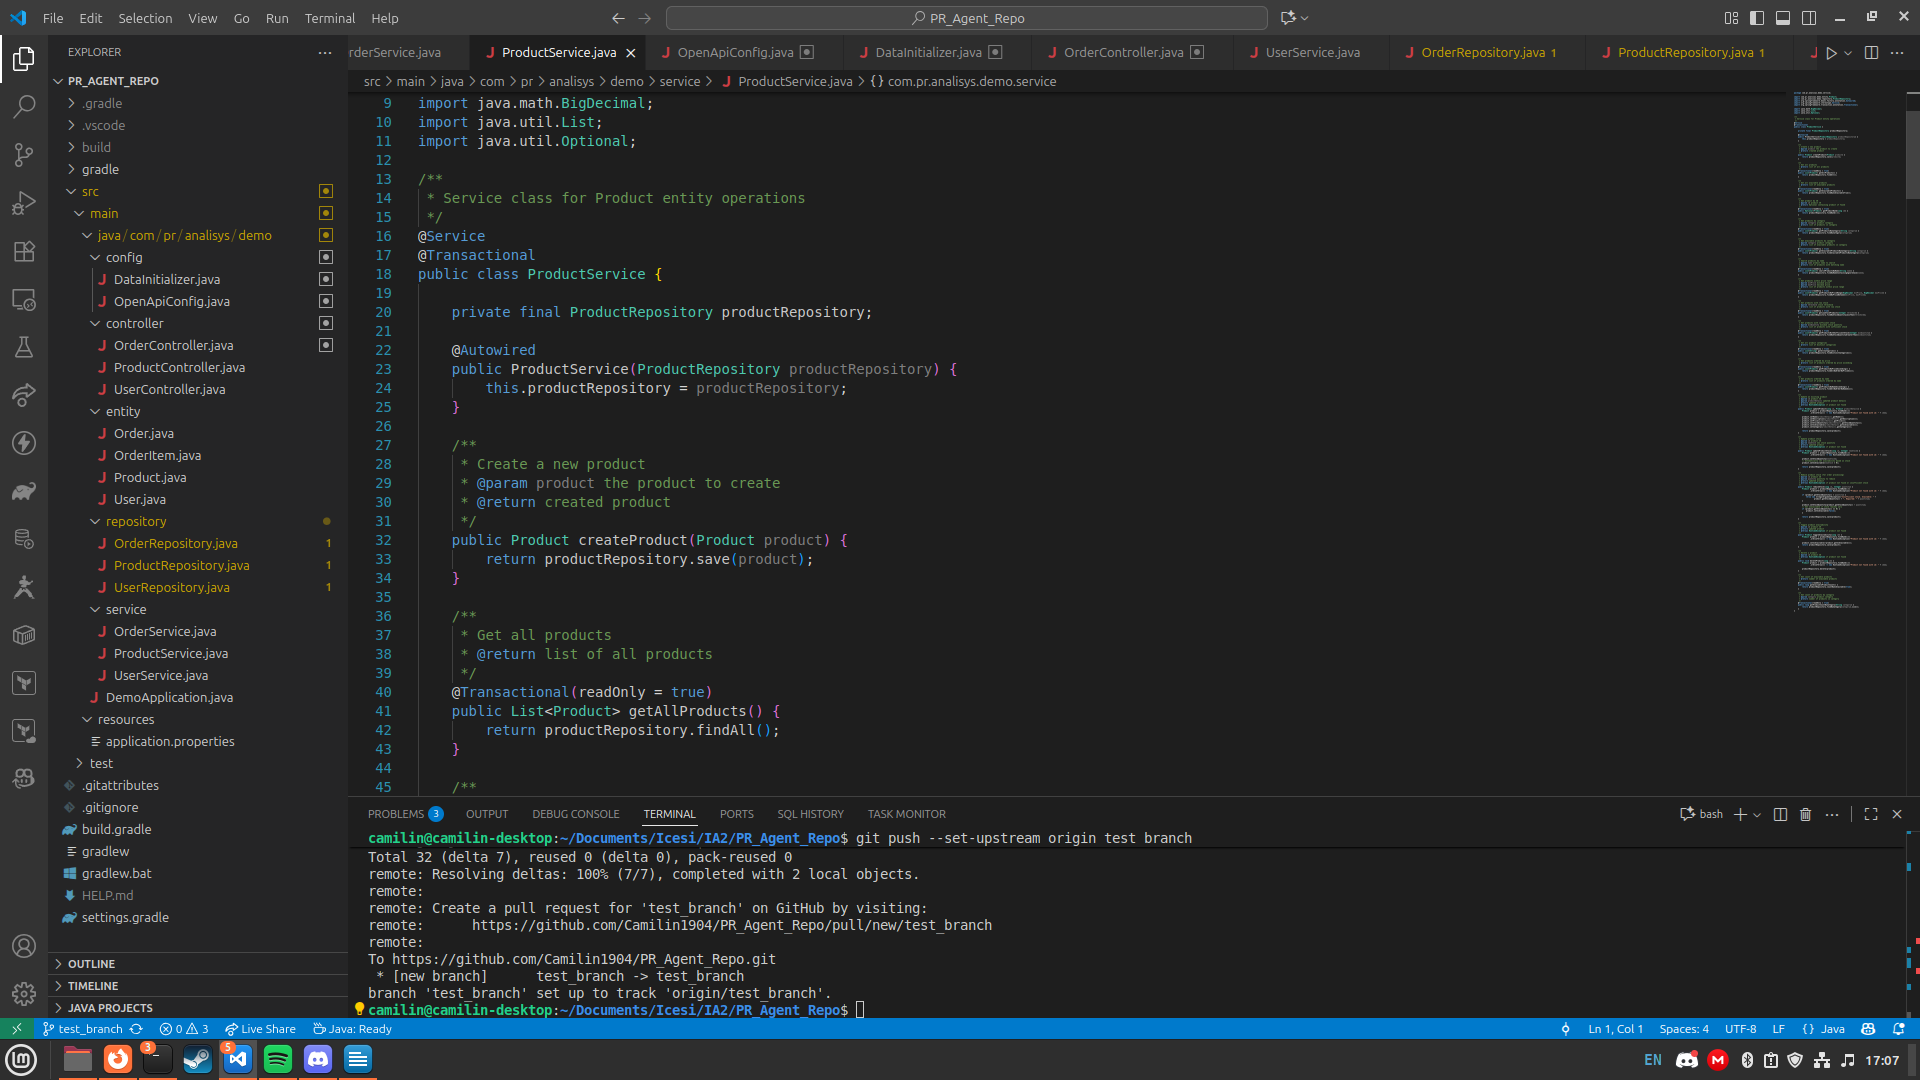 File Edit Selection View Go Run Terminal Help
PR_Agent_Repo
EXPLORER
PR_AGENT_REPO
.gradle
.vscode
build
gradle
src
main
java/com/pr/analisys/demo
config
DataInitializer.java
OpenApiConfig.java
controller
OrderController.java
ProductController.java
UserController.java
entity
Order.java
OrderItem.java
Product.java
User.java
repository
OrderRepository.java 1
ProductRepository.java 1
UserRepository.java 1
service
OrderService.java
ProductService.java
UserService.java
DemoApplication.java
resources
application.properties
test
.gitattributes
.gitignore
build.gradle
gradlew
gradlew.bat
HELP.md
settings.gradle
OUTLINE
TIMELINE
JAVA PROJECTS
rderService.java ProductService.java OpenApiConfig.java DataInitializer.java OrderController.java UserService.java OrderRepository.java 1 ProductRepository.java 1
src > main > java > com > pr > analisys > demo > service > ProductService.java > {} com.pr.analisys.demo.service
9 import java.math.BigDecimal;
10 import java.util.List;
11 import java.util.Optional;
12
13 /**
14  * Service class for Product entity operations
15  */
16 @Service
17 @Transactional
18 public class ProductService {
19
20     private final ProductRepository productRepository;
21
22     @Autowired
23     public ProductService(ProductRepository productRepository) {
24         this.productRepository = productRepository;
25     }
26
27     /**
28      * Create a new product
29      * @param product the product to create
30      * @return created product
31      */
32     public Product createProduct(Product product) {
33         return productRepository.save(product);
34     }
35
36     /**
37      * Get all products
38      * @return list of all products
39      */
40     @Transactional(readOnly = true)
41     public List<Product> getAllProducts() {
42         return productRepository.findAll();
43     }
44
45     /**
PROBLEMS 3 OUTPUT DEBUG CONSOLE TERMINAL PORTS SQL HISTORY TASK MONITOR
bash
camilin@camilin-desktop:~/Documents/Icesi/IA2/PR_Agent_Repo$ git push --set-upstream origin test branch
Total 32 (delta 7), reused 0 (delta 0), pack-reused 0
remote: Resolving deltas: 100% (7/7), completed with 2 local objects.
remote:
remote: Create a pull request for 'test_branch' on GitHub by visiting:
remote:      https://github.com/Camilin1904/PR_Agent_Repo/pull/new/test_branch
remote:
To https://github.com/Camilin1904/PR_Agent_Repo.git
 * [new branch]      test_branch -> test_branch
branch 'test_branch' set up to track 'origin/test_branch'.
camilin@camilin-desktop:~/Documents/Icesi/IA2/PR_Agent_Repo$
test_branch 0 3 Live Share Java: Ready Ln 1, Col 1 Spaces: 4 UTF-8 LF {} Java
3 5 EN 17:07